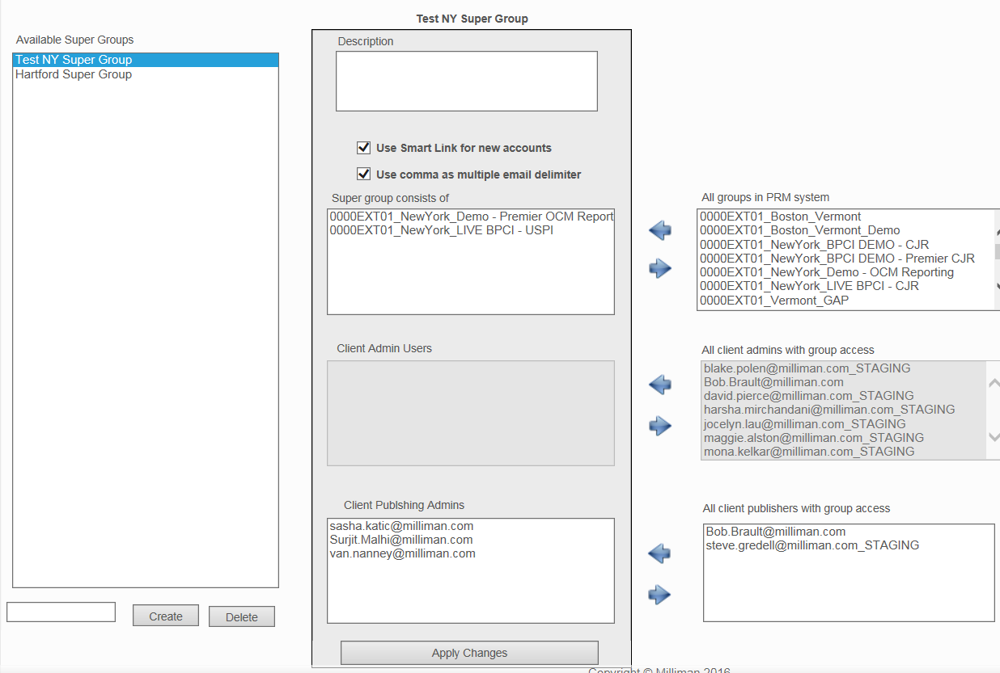 Test NY Super Group
Available Super Groups
Test NY Super Group
Hartford Super Group
Create
Delete
Description
Use Smart Link for new accounts
Use comma as multiple email delimiter
Super group consists of
0000EXT01_NewYork_Demo - Premier OCM Report
0000EXT01_NewYork_LIVE BPCI - USPI
All groups in PRM system
0000EXT01_Boston_Vermont
0000EXT01_Boston_Vermont_Demo
0000EXT01_NewYork_BPCI DEMO - CJR
0000EXT01_NewYork_BPCI DEMO - Premier CJR
0000EXT01_NewYork_Demo - OCM Reporting
0000EXT01_NewYork_LIVE BPCI - CJR
0000EXT01_Vermont_GAP
Client Admin Users
All client admins with group access
blake.polen@milliman.com_STAGING
Bob.Brault@milliman.com
david.pierce@milliman.com_STAGING
harsha.mirchandani@milliman.com_STAGING
jocelyn.lau@milliman.com_STAGING
maggie.alston@milliman.com_STAGING
mona.kelkar@milliman.com_STAGING
Client Publshing Admins
sasha.katic@milliman.com
Surjit.Malhi@milliman.com
van.nanney@milliman.com
All client publishers with group access
Bob.Brault@milliman.com
steve.gredell@milliman.com_STAGING
Apply Changes
Copyright © Milliman 2016